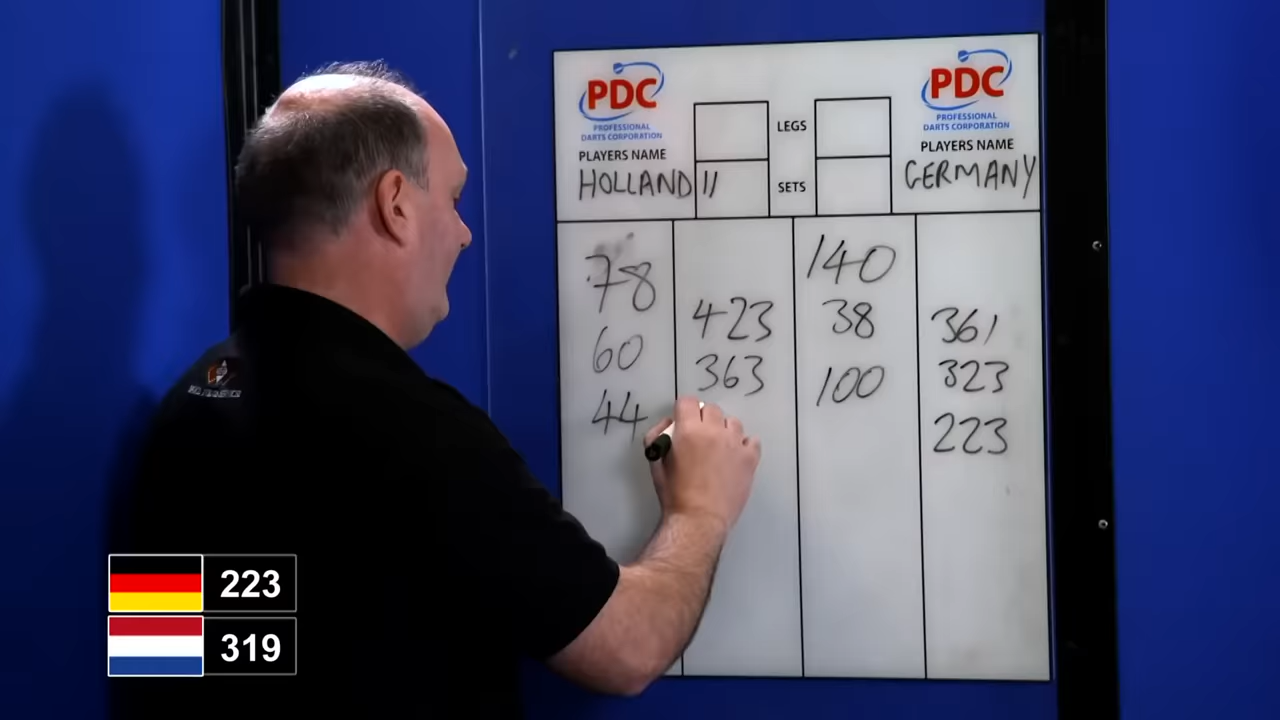 PDC
PROFESSIONAL
DARTS CORPORATION
PLAYERS NAME
HOLLAND 11
LEGS
SETS
PDC
PROFESSIONAL
DARTS CORPORATION
PLAYERS NAME
GERMANY
78
60
44
423
363
140
38
100
361
323
223
223
319